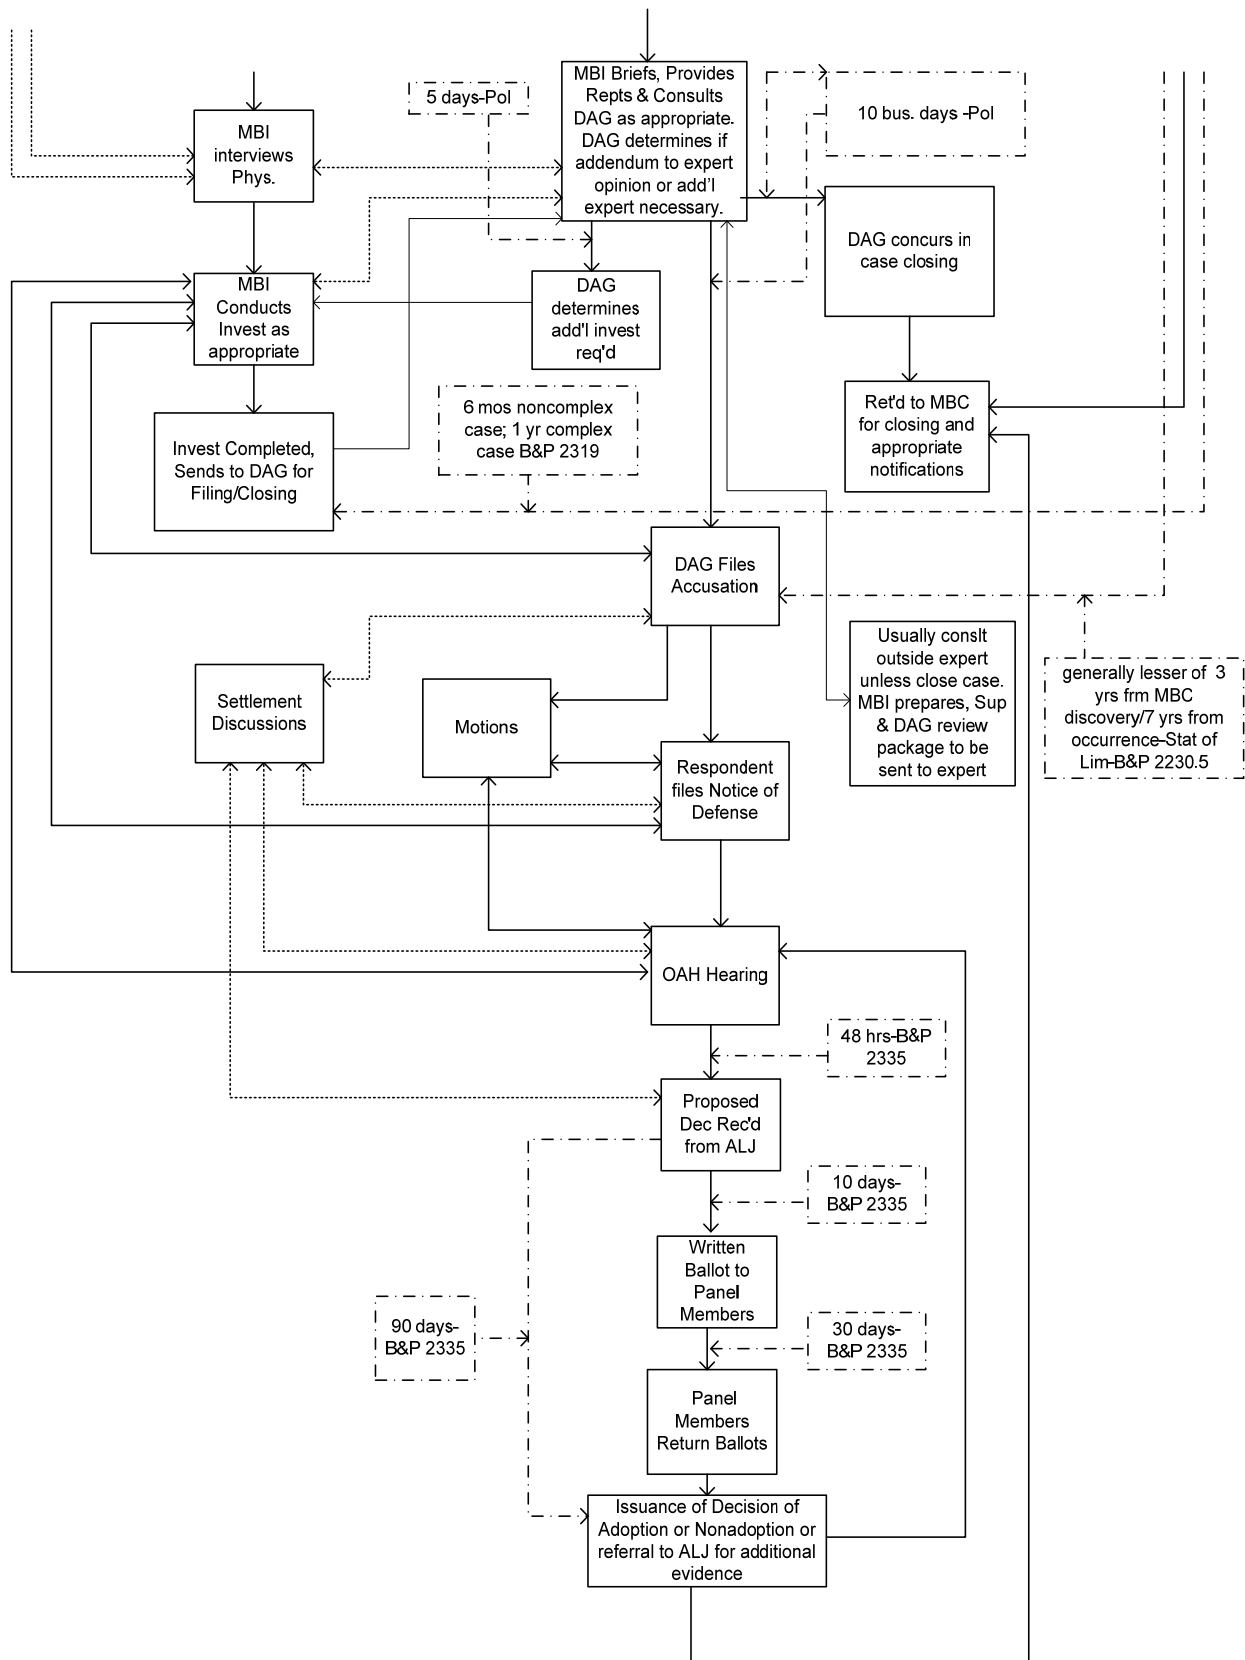 MBI Briefs, Provides
Repts & Consults
DAG as appropriate.
DAG determines if
addendum to expert
opinion or add'l
expert necessary.
5 days-Pol
10 bus. days -Pol
MBI
interviews
Phys.
DAG concurs in
case closing
MBI
Conducts
Invest as
appropriate
DAG
determines
add'l invest
req'd
6 mos noncomplex
case; 1 yr complex
case B&P 2319
Ret'd to MBC
for closing and
appropriate
notifications
Invest Completed,
Sends to DAG for
Filing/Closing
DAG Files
Accusation
Usually conslt
outside expert
unless close case.
MBI prepares, Sup
& DAG review
package to be
sent to expert
generally lesser of 3
yrs frm MBC
discovery/7 yrs from
occurrence-Stat of
Lim-B&P 2230.5
Settlement
Discussions
Motions
Respondent
files Notice of
Defense
OAH Hearing
48 hrs-B&P
2335
Proposed
Dec Rec'd
from ALJ
10 days-
B&P 2335
Written
Ballot to
Panel
Members
90 days-
B&P 2335
30 days-
B&P 2335
Panel
Members
Return Ballots
Issuance of Decision of
Adoption or Nonadoption or
referral to ALJ for additional
evidence